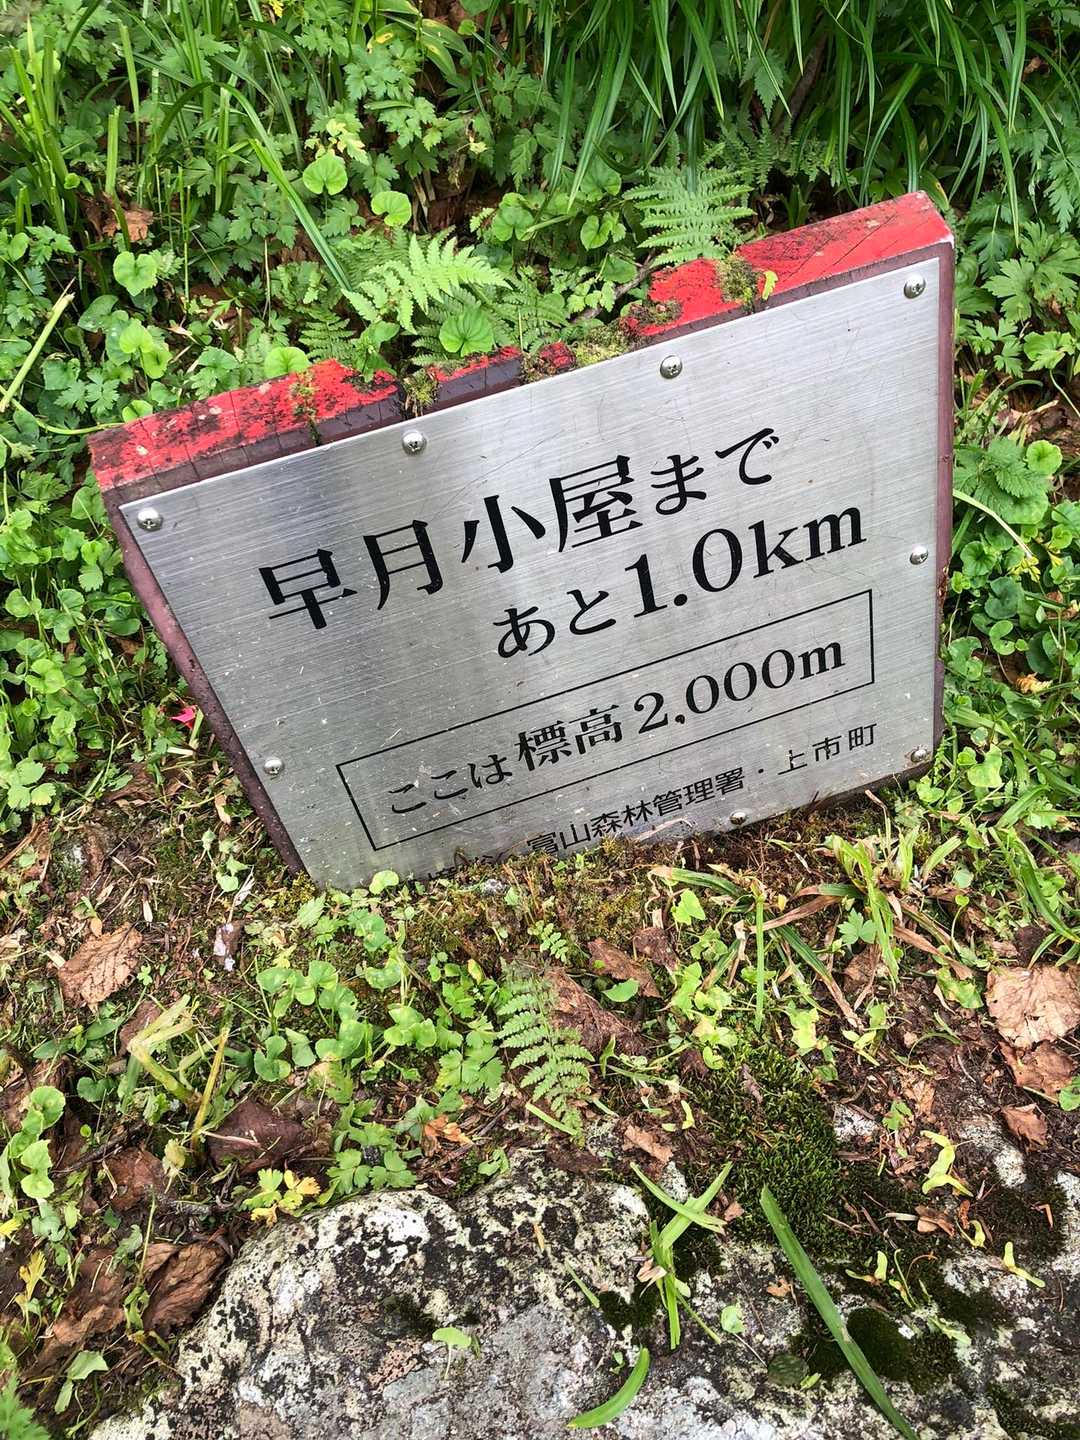 早月小屋まで
あと1.0km
ここは標高2,000m
富山森林管理署・上市町